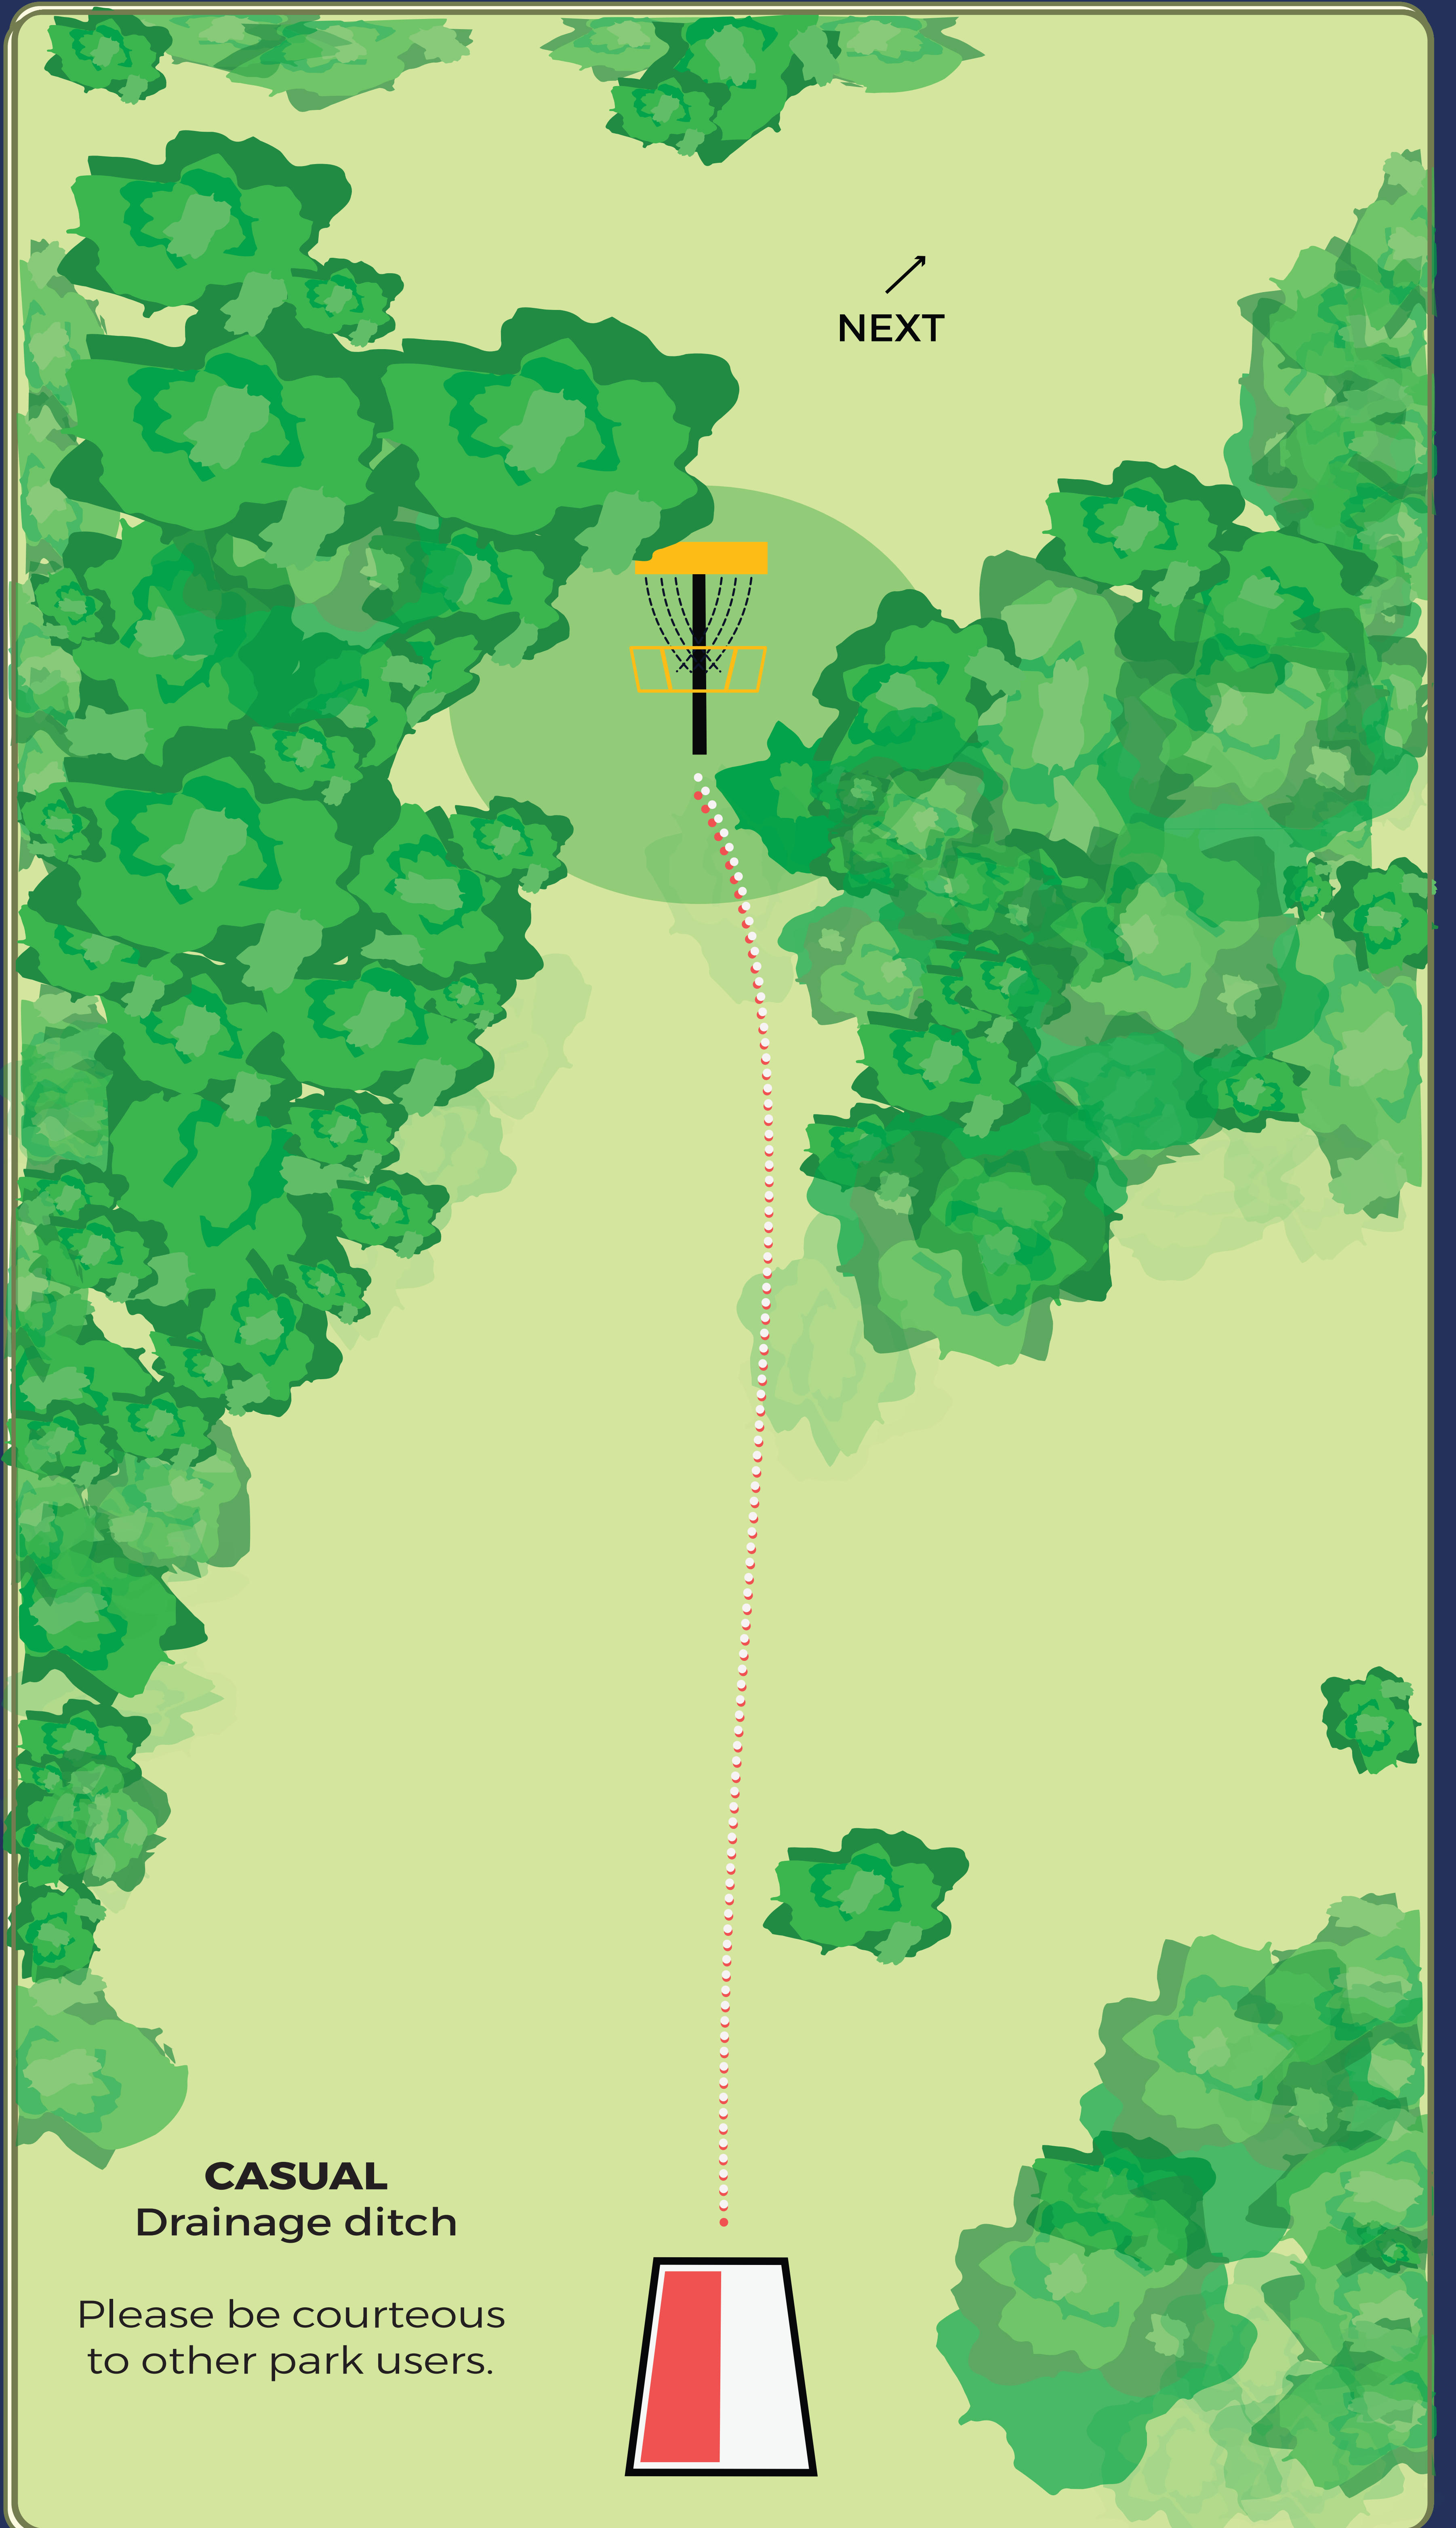 NEXT
CASUAL
Drainage ditch
Please be courteous
to other park users.